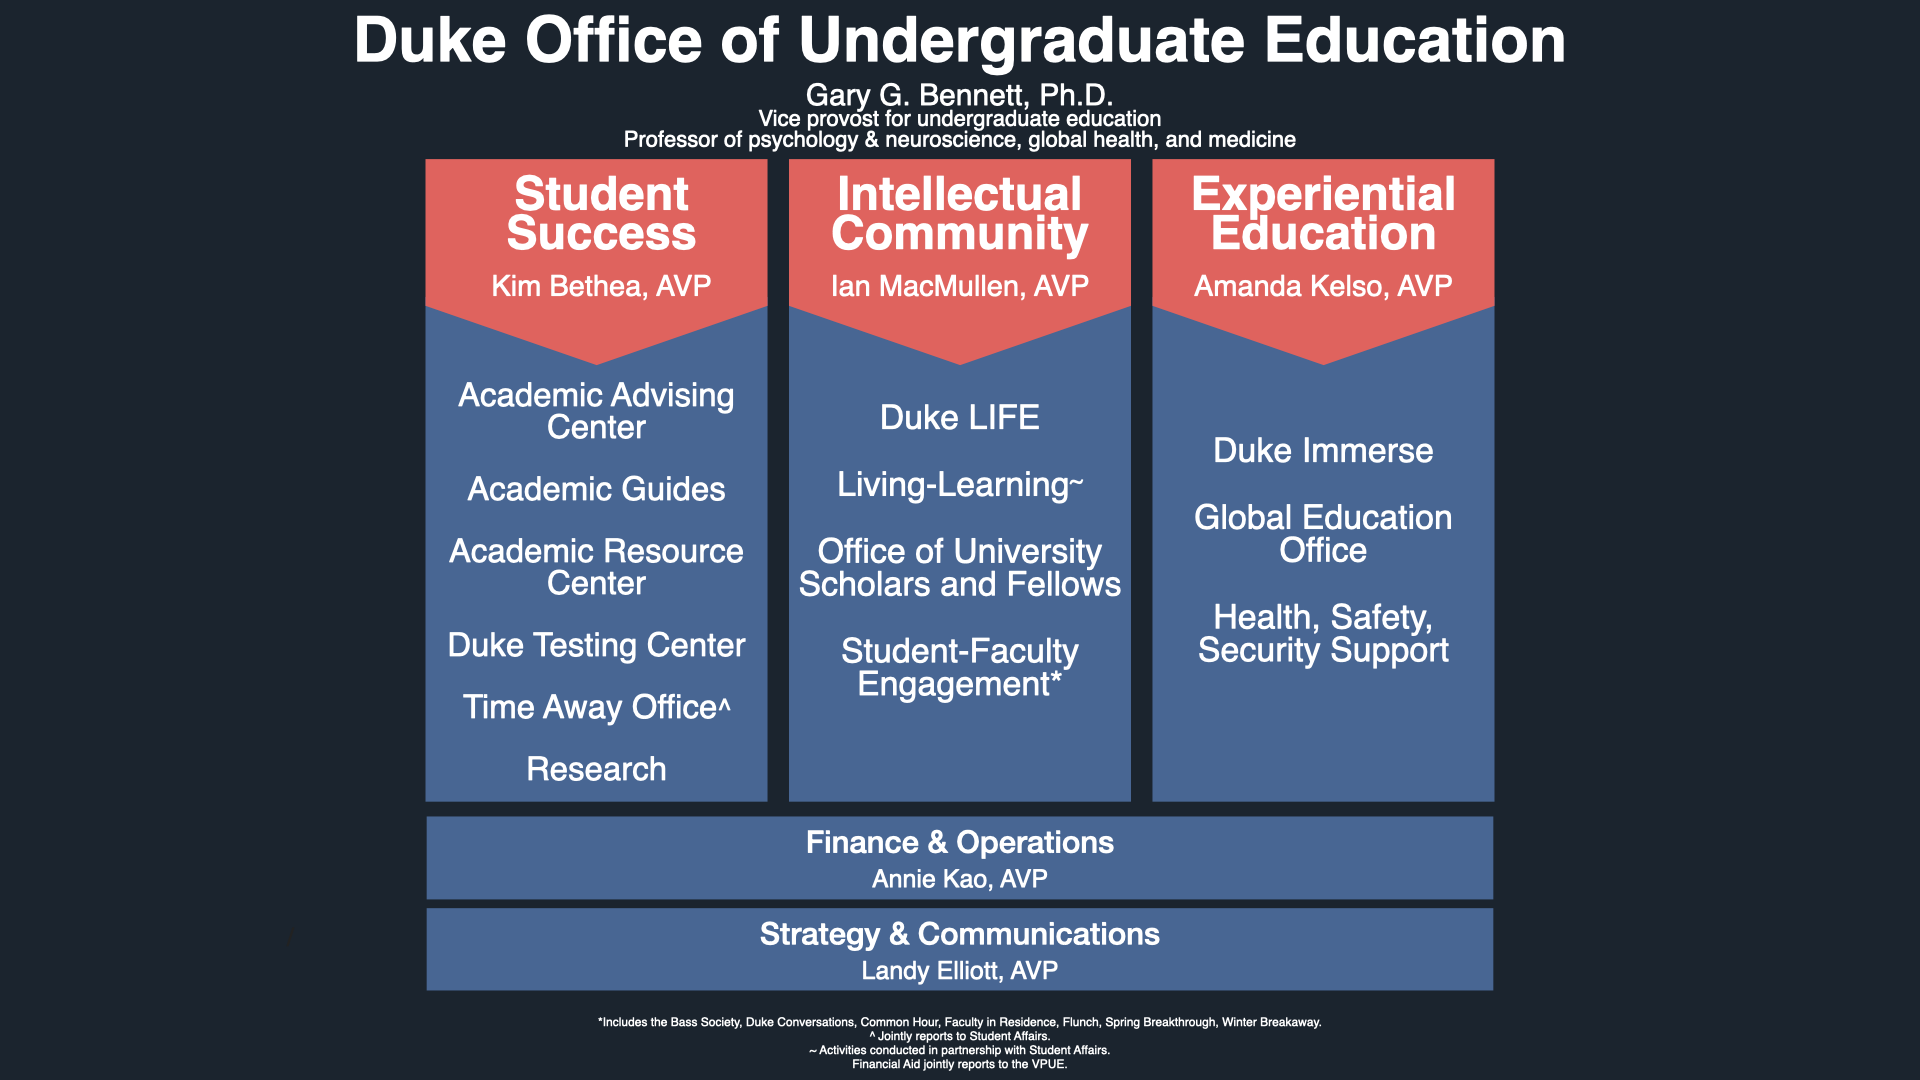 Duke Office of Undergraduate Education
Gary G. Bennett, Ph.D.
Vice provost for undergraduate education
Professor of psychology & neuroscience, global health, and medicine
Student
Success
Kim Bethea, AVP
Academic Advising
Center
Academic Guides
Academic Resource
Center
Duke Testing Center
Time Away Office^
Research
Intellectual
Community
Ian MacMullen, AVP
Duke LIFE
Living-Learning~
Office of University
Scholars and Fellows
Student-Faculty
Engagement*
Experiential
Education
Amanda Kelso, AVP
Duke Immerse
Global Education
Office
Health, Safety,
Security Support
Finance & Operations
Annie Kao, AVP
Strategy & Communications
Landy Elliott, AVP
*Includes the Bass Society, Duke Conversations, Common Hour, Faculty in Residence, Flunch, Spring Breakthrough, Winter Breakaway.
^ Jointly reports to Student Affairs.
~ Activities conducted in partnership with Student Affairs.
Financial Aid jointly reports to the VPUE.